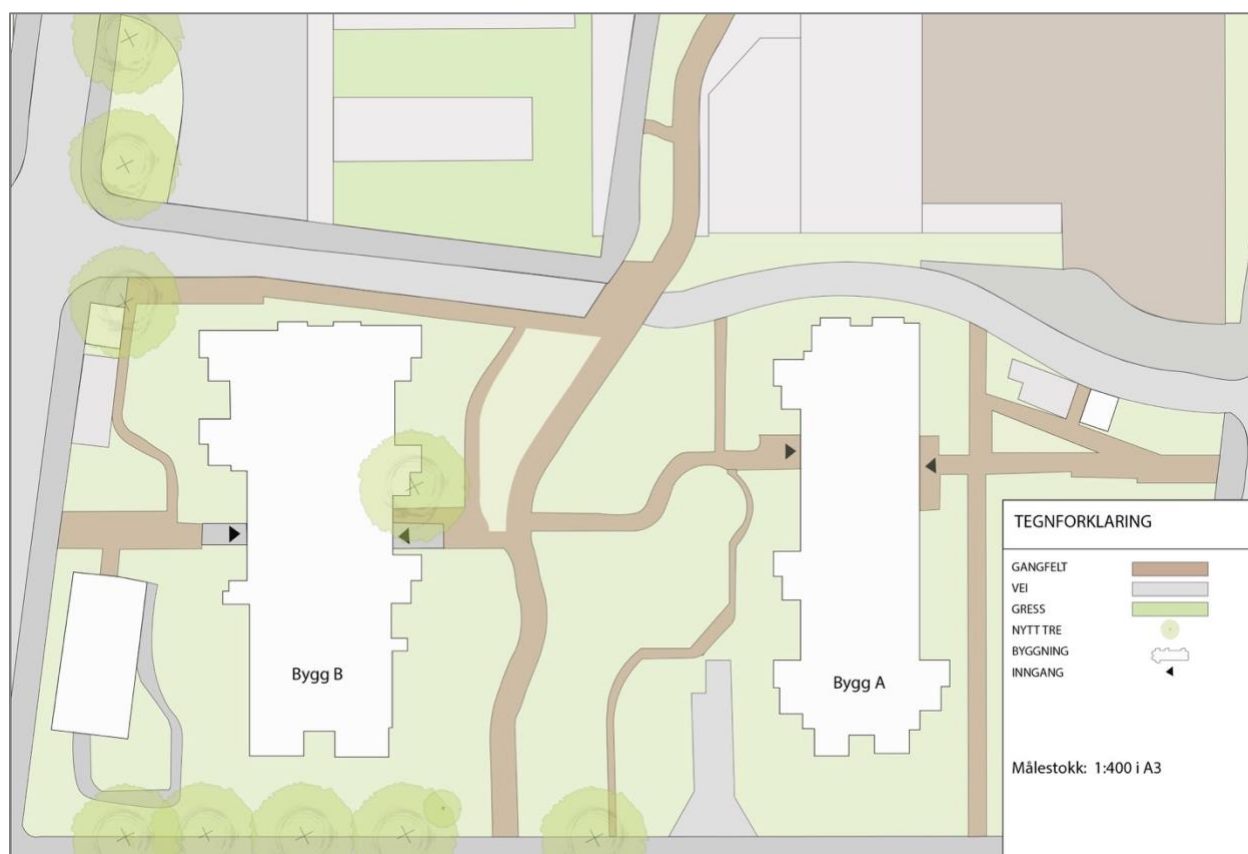 Bygg B
Bygg A
TEGNFORKLARING
GANGFELT
VEI
GRESS
NYTT TRE
BYGGNING
INNGANG
Målestokk: 1:400 i A3